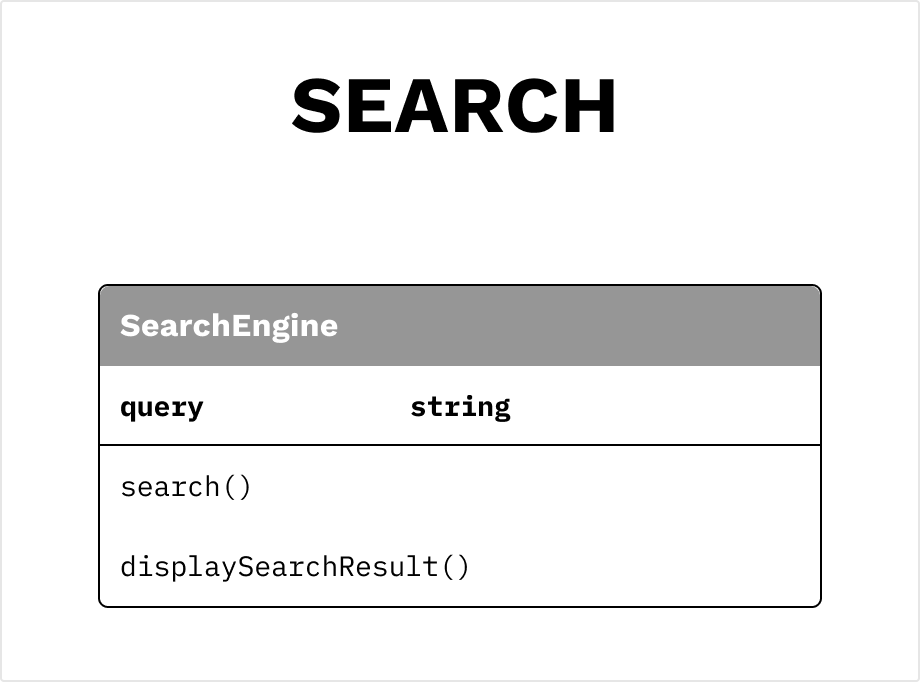 SEARCH
SearchEngine
query string
search()
displaySearchResult()